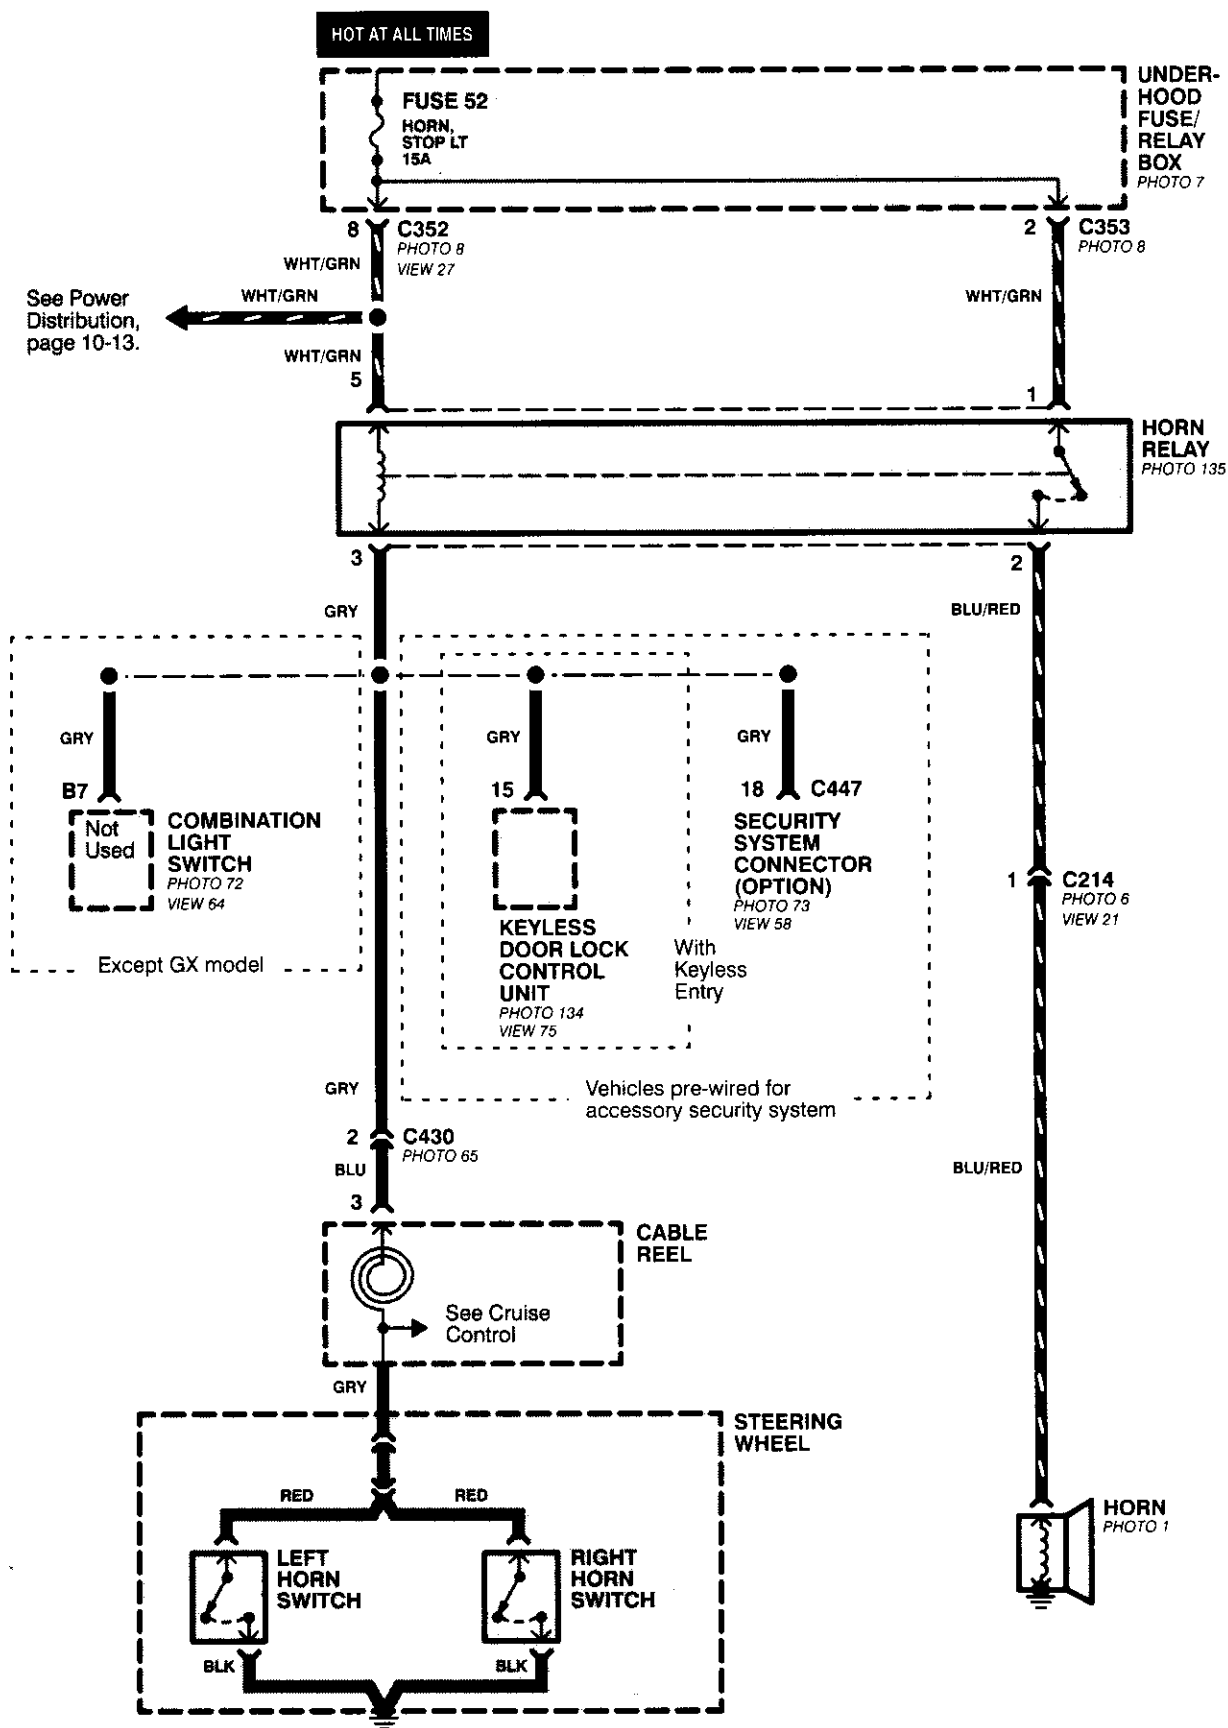 HOT AT ALL TIMES
FUSE 52
HORN,
STOP LT
15A
UNDER-
HOOD
FUSE/
RELAY
BOX
PHOTO 7
8
C352
PHOTO 8
VIEW 27
2
C353
PHOTO 8
WHT/GRN
WHT/GRN
WHT/GRN
See Power
Distribution,
page 10-13.
WHT/GRN
5
1
HORN
RELAY
PHOTO 135
3
2
GRY
BLU/RED
GRY
GRY
GRY
B7
15
18
C447
Not
Used
COMBINATION
LIGHT
SWITCH
PHOTO 72
VIEW 64
SECURITY
SYSTEM
CONNECTOR
(OPTION)
PHOTO 73
VIEW 58
1
C214
PHOTO 6
VIEW 21
KEYLESS
DOOR LOCK
CONTROL
UNIT
PHOTO 134
VIEW 75
With
Keyless
Entry
Except GX model
GRY
Vehicles pre-wired for
accessory security system
2
C430
PHOTO 65
BLU
BLU/RED
3
CABLE
REEL
See Cruise
Control
GRY
STEERING
WHEEL
RED
RED
HORN
PHOTO 1
LEFT
HORN
SWITCH
RIGHT
HORN
SWITCH
BLK
BLK